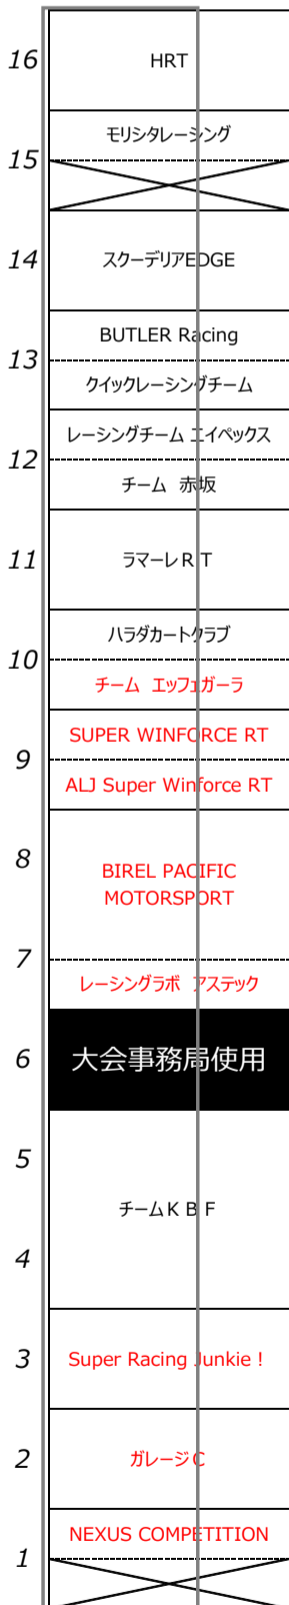 16
HRT
モリシタレーシング
15
14
スクーデリアEDGE
BUTLER Racing
13
クイックレーシングチーム
レーシングチーム エイペックス
12
チーム 赤坂
11
ラマーレRT
ハラダカートクラブ
10
チーム エッフェガーラ
SUPER WINFORCE RT
9
ALJ Super Winforce RT
8
BIREL PACIFIC
MOTORSPORT
7
レーシングラボ アステック
6
大会事務局使用
5
チームKBF
4
3
Super Racing Junkie !
2
ガレージC
NEXUS COMPETITION
1